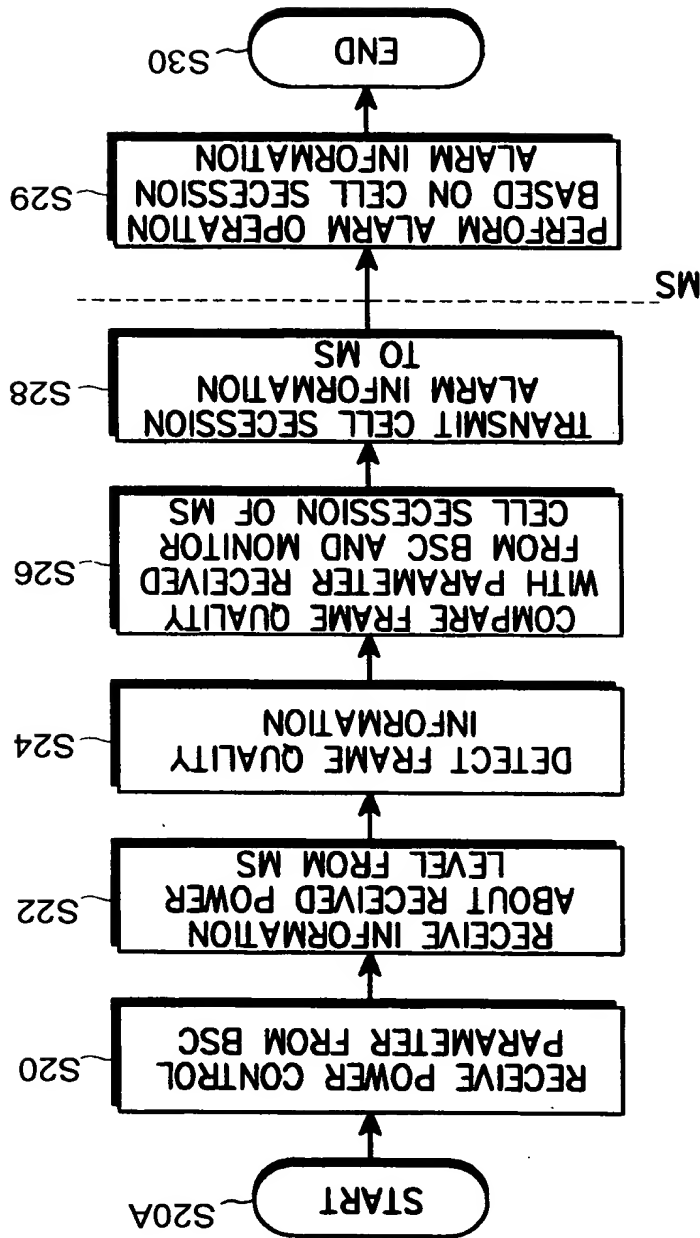 START
S20A
RECEIVE POWER CONTROL
PARAMETER FROM BSC
S20
RECEIVE INFORMATION
ABOUT RECEIVED POWER
LEVEL FROM MS
S22
DETECT FRAME QUALITY
INFORMATION
S24
COMPARE FRAME QUALITY
WITH PARAMETER RECEIVED
FROM BSC AND MONITOR
CELL SECESSION OF MS
S26
TRANSMIT CELL SECESSION
ALARM INFORMATION
TO MS
S28
MS
PERFORM ALARM OPERATION
BASED ON CELL SECESSION
ALARM INFORMATION
S29
END
S30